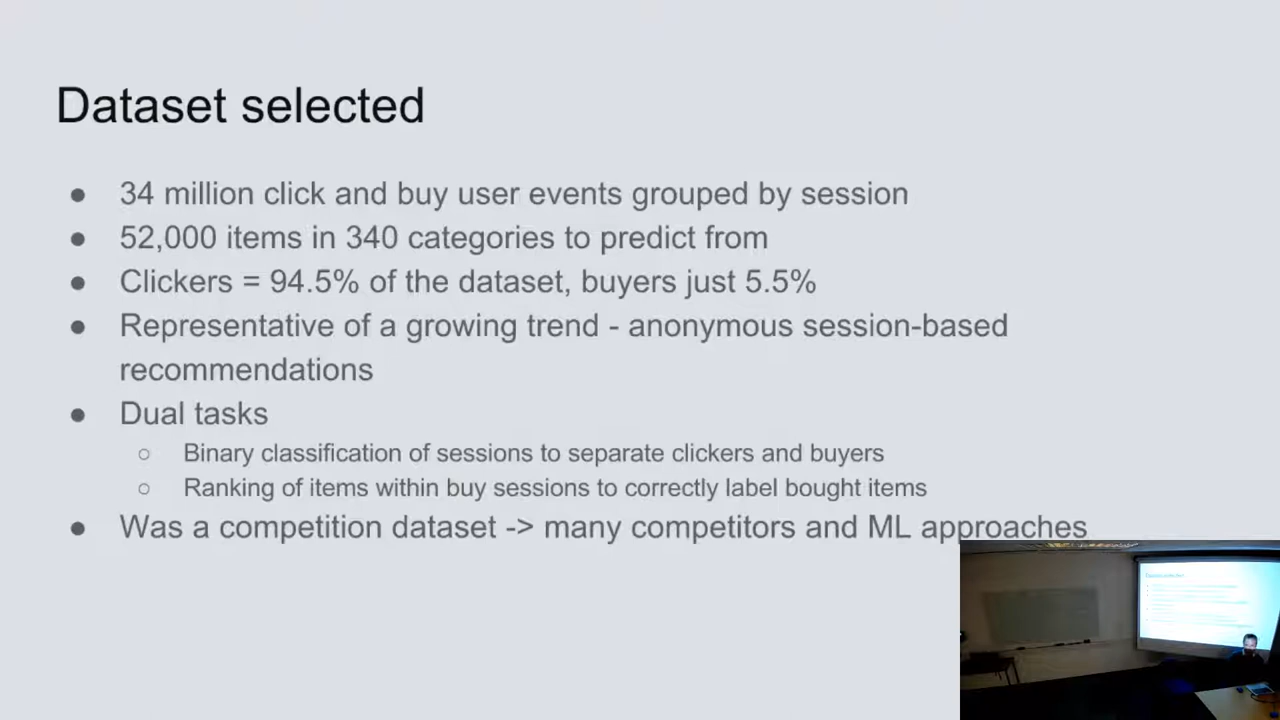 Dataset selected
● 34 million click and buy user events grouped by session
● 52,000 items in 340 categories to predict from
● Clickers = 94.5% of the dataset, buyers just 5.5%
● Representative of a growing trend - anonymous session-based
recommendations
● Dual tasks
○ Binary classification of sessions to separate clickers and buyers
○ Ranking of items within buy sessions to correctly label bought items
● Was a competition dataset -> many competitors and ML approaches